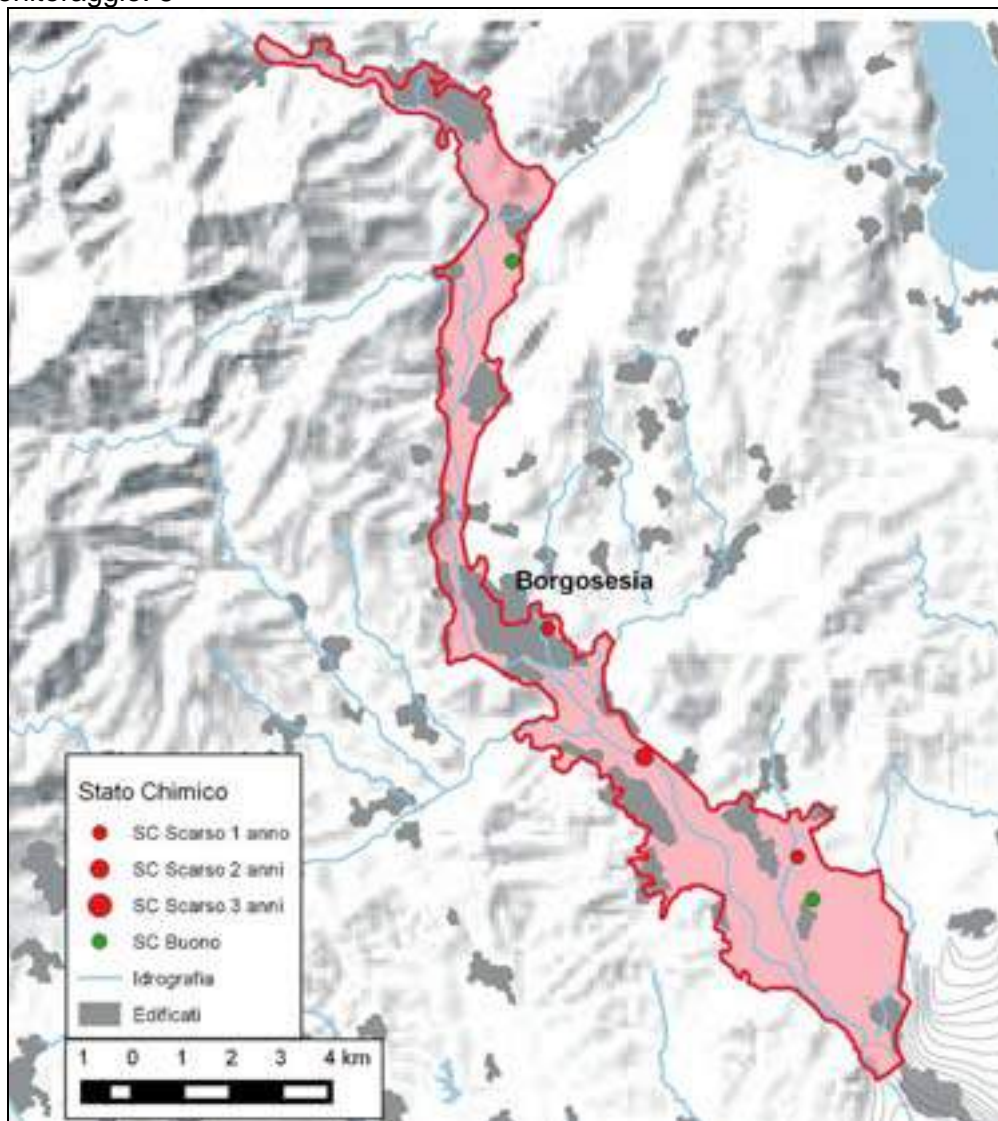 Borgosesia
Stato Chimico
SC Scarso 1 anno
SC Scarso 2 anni
SC Scarso 3 anni
SC Buono
Idrografia
Edificati
1 0 1 2 3 4 km